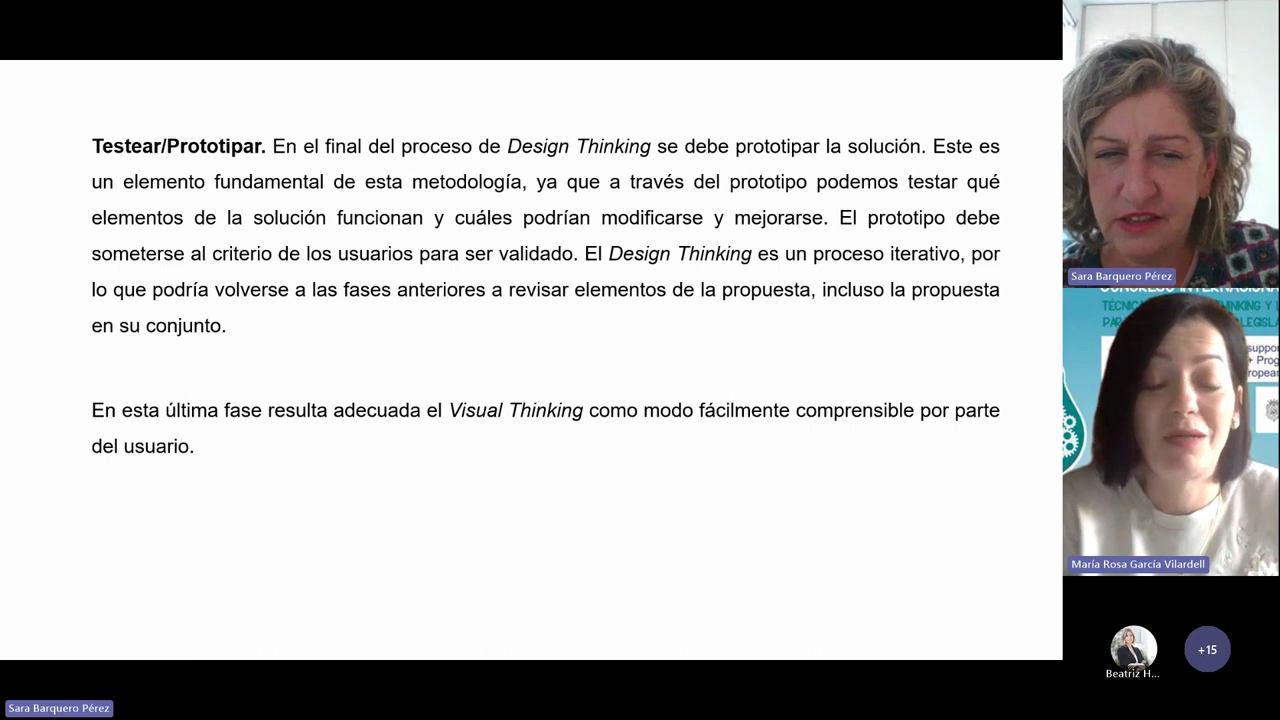 Testear/Prototipar. En el final del proceso de Design Thinking se debe prototipar la solución. Este es
un elemento fundamental de esta metodología, ya que a través del prototipo podemos testar qué
elementos de la solución funcionan y cuáles podrían modificarse y mejorarse. El prototipo debe
someterse al criterio de los usuarios para ser validado. El Design Thinking es un proceso iterativo, por
lo que podría volverse a las fases anteriores a revisar elementos de la propuesta, incluso la propuesta
en su conjunto.
En esta última fase resulta adecuada el Visual Thinking como modo fácilmente comprensible por parte
del usuario.
Sara Barquero Pérez
María Rosa García Vilardell
Beatriz H...
+15
Sara Barquero Pérez